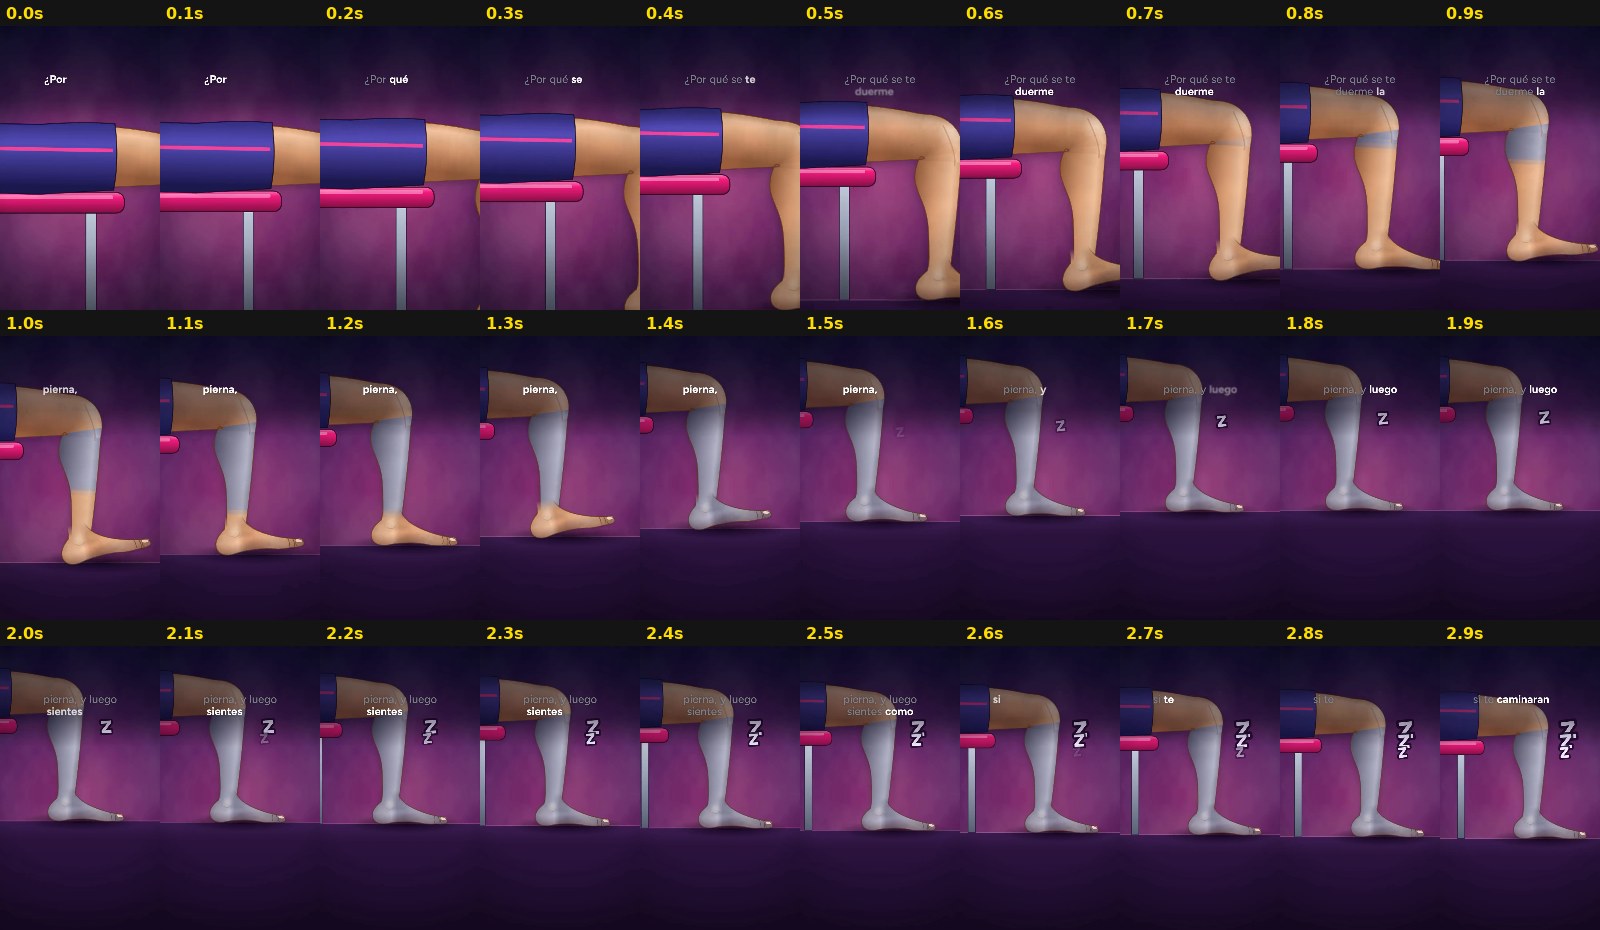 0.0s 0.1s 0.2s 0.3s 0.4s 0.5s 0.6s 0.7s 0.8s 0.9s
¿Por
¿Por
¿Por qué
¿Por qué se
¿Por qué se te
¿Por qué se te
duerme
¿Por qué se te
duerme
¿Por qué se te
duerme
¿Por qué se te
duerme la
¿Por qué se te
duerme la
1.0s 1.1s 1.2s 1.3s 1.4s 1.5s 1.6s 1.7s 1.8s 1.9s
pierna,
pierna,
pierna,
pierna,
pierna,
pierna,
pierna, y
pierna, y luego
pierna, y luego
pierna, y luego
z
z
z
z
z
2.0s 2.1s 2.2s 2.3s 2.4s 2.5s 2.6s 2.7s 2.8s 2.9s
pierna, y luego
sientes
pierna, y luego
sientes
pierna, y luego
sientes
pierna, y luego
sientes
pierna, y luego
sientes
pierna, y luego
sientes como
si
si te
si te
si te caminaran
z
z z
z z
z z
z z
z z
z z z
z z z
z z z
z z z